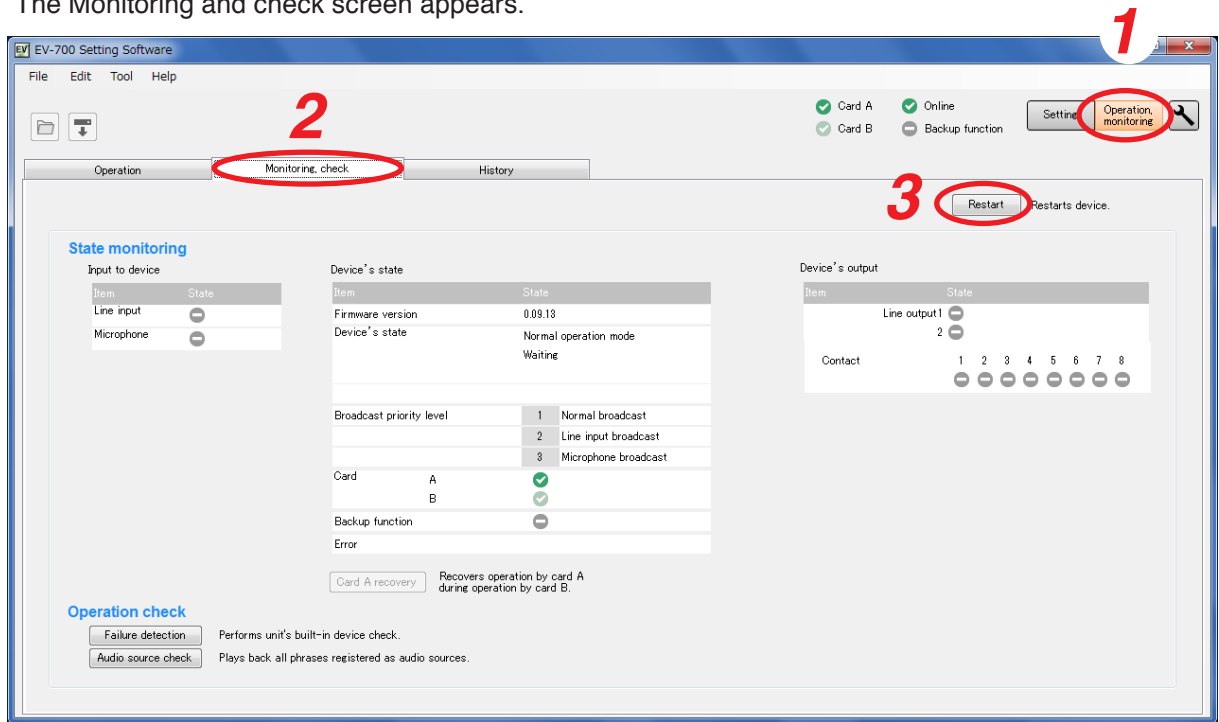 The Monitoring and check screen appears.
1
EV EV-700 Setting Software
File Edit Tool Help
2
Card A Online
Card B Backup function
Setting Operation, monitoring
Operation Monitoring, check History
3 Restart Restarts device.
State monitoring
Input to device
Item State
Line input
Microphone
Device's state
Item State
Firmware version 0.09.13
Device's state Normal operation mode
Waiting
Broadcast priority level 1 Normal broadcast
2 Line input broadcast
3 Microphone broadcast
Card A
B
Backup function
Error
Card A recovery Recovers operation by card A
during operation by card B.
Device's output
Item State
Line output1
2
Contact 1 2 3 4 5 6 7 8
Operation check
Failure detection Performs unit's built-in device check.
Audio source check Plays back all phrases registered as audio sources.